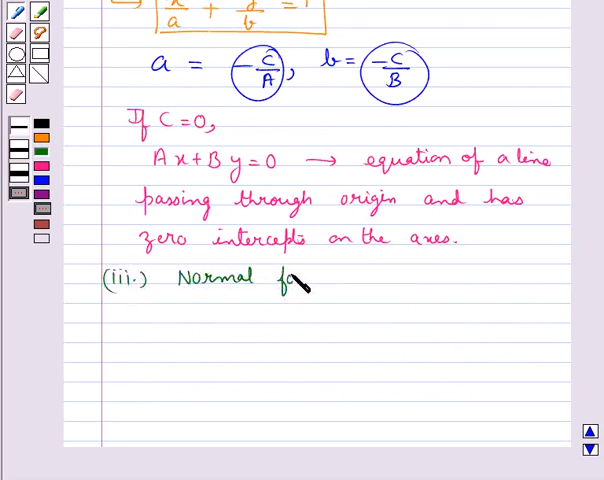 x/a + y/b = 1
a = -C/A, b = -C/B
If C=0,
Ax+By=0 → equation of a line
passing through origin and has
zero intercepts on the axes.
(iii.) Normal fo